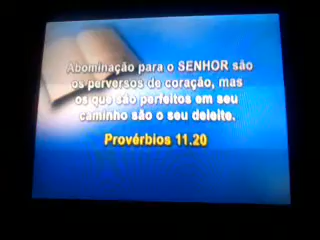 Abominação para o SENHOR são
os perversos de coração, mas
os que são perfeitos em seu
caminho são o seu deleite.
Provérbios 11.20